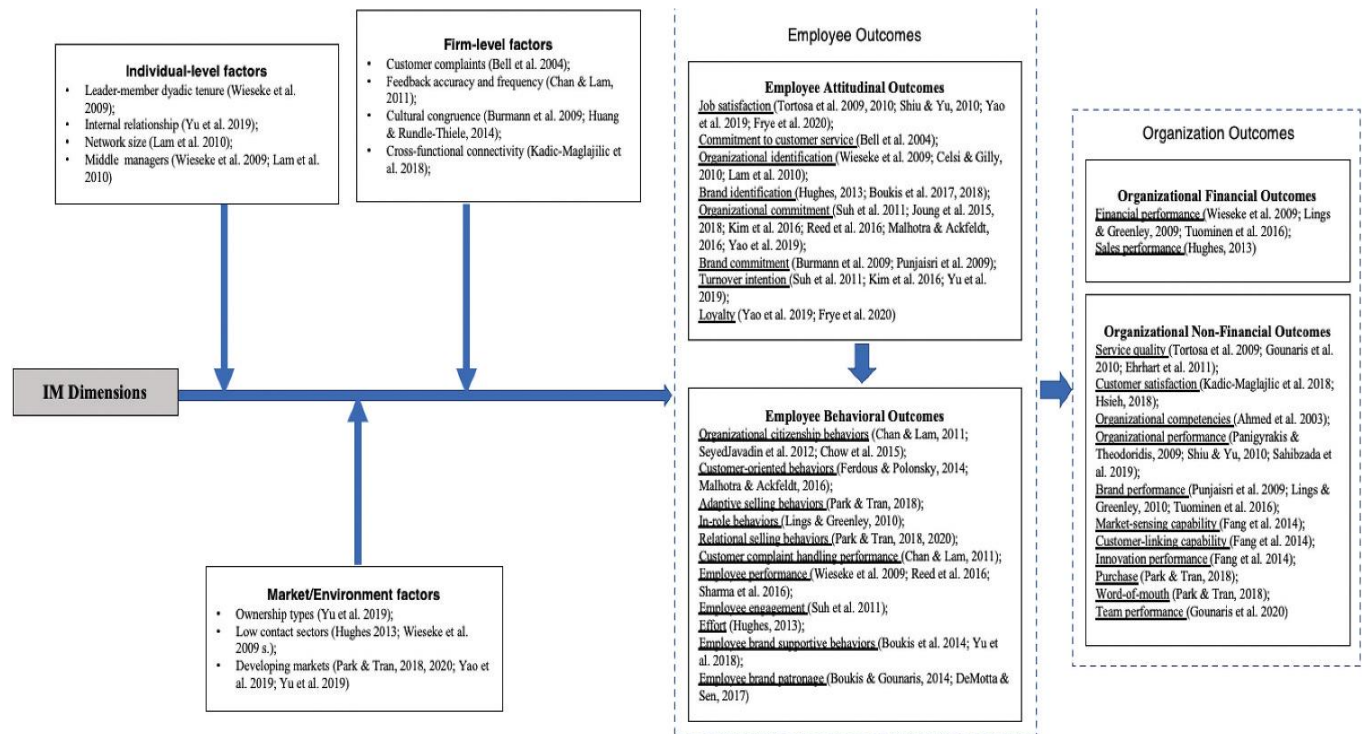 Individual-level factors
• Leader-member dyadic tenure (Wieseke et al.
2009);
• Internal relationship (Yu et al. 2019);
• Network size (Lam et al. 2010);
• Middle managers (Wieseke et al. 2009; Lam et al.
2010)
Firm-level factors
• Customer complaints (Bell et al. 2004);
• Feedback accuracy and frequency (Chan & Lam,
2011);
• Cultural congruence (Burmann et al. 2009; Huang
& Rundle-Thiele, 2014);
• Cross-functional connectivity (Kadic-Maglajilic et
al. 2018);
IM Dimensions
Market/Environment factors
• Ownership types (Yu et al. 2019);
• Low contact sectors (Hughes 2013; Wieseke et al.
2009 s.);
• Developing markets (Park & Tran, 2018, 2020; Yao
et al. 2019; Yu et al. 2019)
Employee Outcomes
Employee Attitudinal Outcomes
Job satisfaction (Tortosa et al. 2009, 2010; Shiu & Yu, 2010; Yao
et al. 2019; Frye et al. 2020);
Commitment to customer service (Bell et al. 2004);
Organizational identification (Wieseke et al. 2009; Celsi & Gilly,
2010; Lam et al. 2010);
Brand identification (Hughes, 2013; Boukis et al. 2017, 2018);
Organizational commitment (Suh et al. 2011; Joung et al. 2015,
2018; Kim et al. 2016; Reed et al. 2016; Malhotra & Ackfeldt,
2016; Yao et al. 2019);
Brand commitment (Burmann et al. 2009; Punjaisri et al. 2009);
Turnover intention (Suh et al. 2011; Kim et al. 2016; Yu et al.
2019);
Loyalty (Yao et al. 2019; Frye et al. 2020)
Employee Behavioral Outcomes
Organizational citizenship behaviors (Chan & Lam, 2011;
SeyedJavadin et al. 2012; Chow et al. 2015);
Customer-oriented behaviors (Ferdous & Polonsky, 2014;
Malhotra & Ackfeldt, 2016);
Adaptive selling behaviors (Park & Tran, 2018);
In-role behaviors (Lings & Greenley, 2010);
Relational selling behaviors (Park & Tran, 2018, 2020);
Customer complaint handling performance (Chan & Lam, 2011);
Employee performance (Wieseke et al. 2009; Reed et al. 2016;
Sharma et al. 2016);
Employee engagement (Suh et al. 2011);
Effort (Hughes, 2013);
Employee brand supportive behaviors (Boukis et al. 2014; Yu et
al. 2018);
Employee brand patronage (Boukis & Gounaris, 2014; DeMotta &
Sen, 2017)
Organization Outcomes
Organizational Financial Outcomes
Financial performance (Wieseke et al. 2009; Lings
& Greenley, 2009; Tuominen et al. 2016);
Sales performance (Hughes, 2013)
Organizational Non-Financial Outcomes
Service quality (Tortosa et al. 2009; Gounaris et al.
2010; Ehrhart et al. 2011);
Customer satisfaction (Kadic-Maglajlic et al. 2018;
Hsieh, 2018);
Organizational competencies (Ahmed et al. 2003);
Organizational performance (Panigyrakis &
Theodoridis, 2009; Shiu & Yu, 2010; Sahibzada et
al. 2019);
Brand performance (Punjaisri et al. 2009; Lings &
Greenley, 2010; Tuominen et al. 2016);
Market-sensing capability (Fang et al. 2014);
Customer-linking capability (Fang et al. 2014);
Innovation performance (Fang et al. 2014);
Purchase (Park & Tran, 2018);
Word-of-mouth (Park & Tran, 2018);
Team performance (Gounaris et al. 2020)